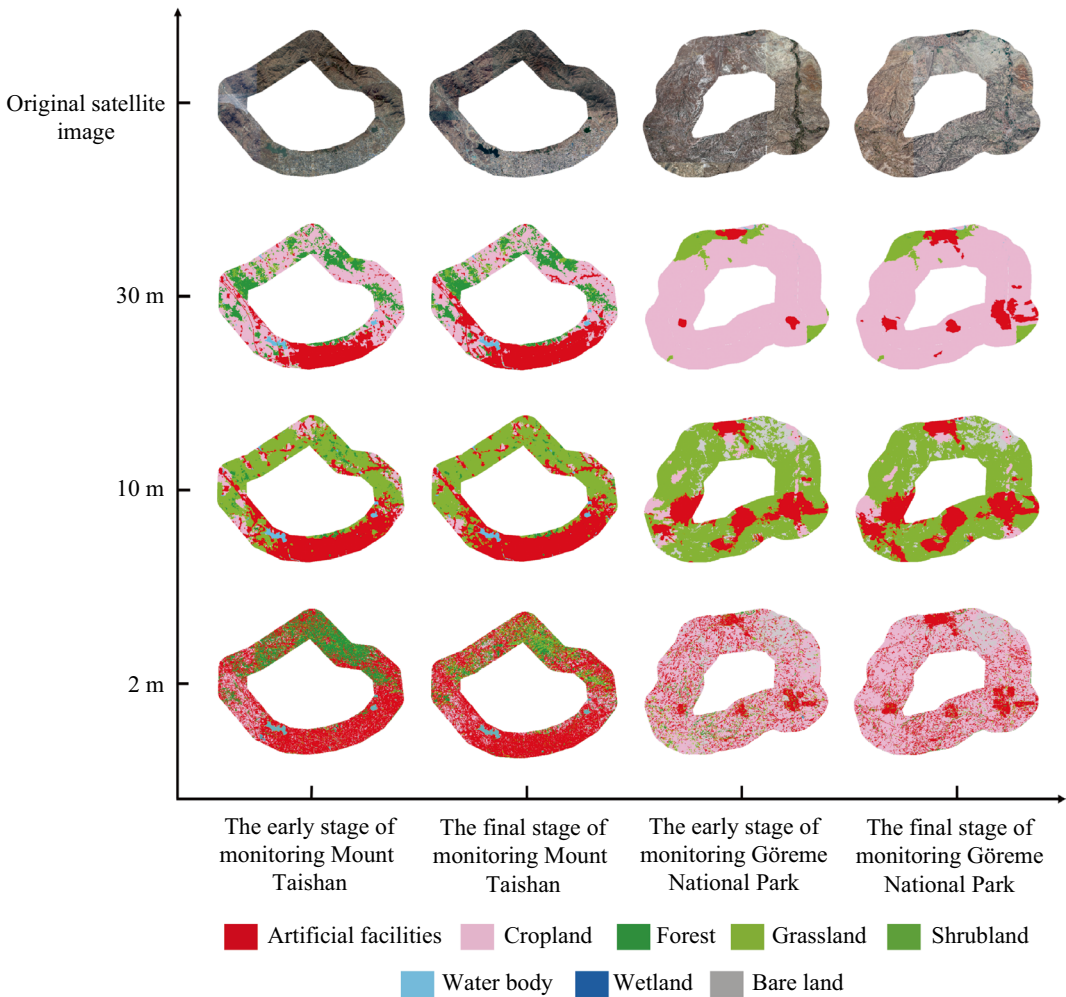 Original satellite
image
30 m
10 m
2 m
The early stage of
monitoring Mount
Taishan
The final stage of
monitoring Mount
Taishan
The early stage of
monitoring Göreme
National Park
The final stage of
monitoring Göreme
National Park
Artificial facilities
Cropland
Forest
Grassland
Shrubland
Water body
Wetland
Bare land